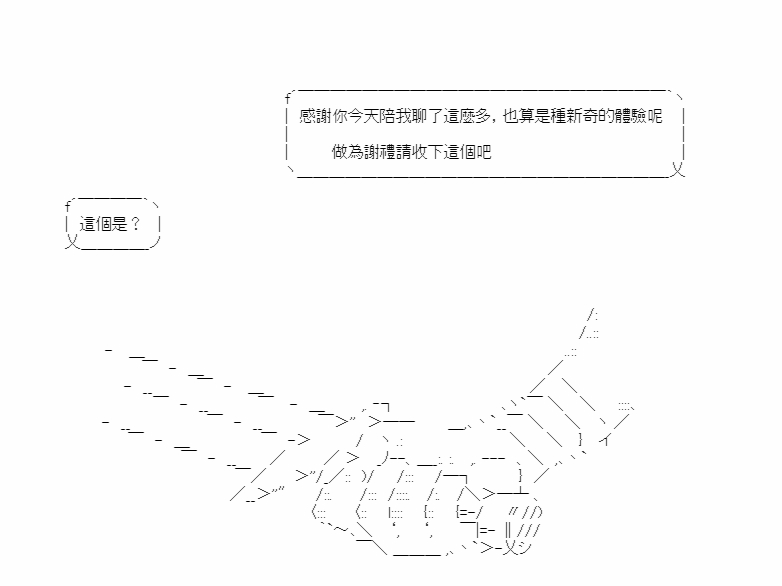 感謝你今天陪我聊了這麼多,也算是種新奇的體驗呢
做為謝禮請收下這個吧
這個是？